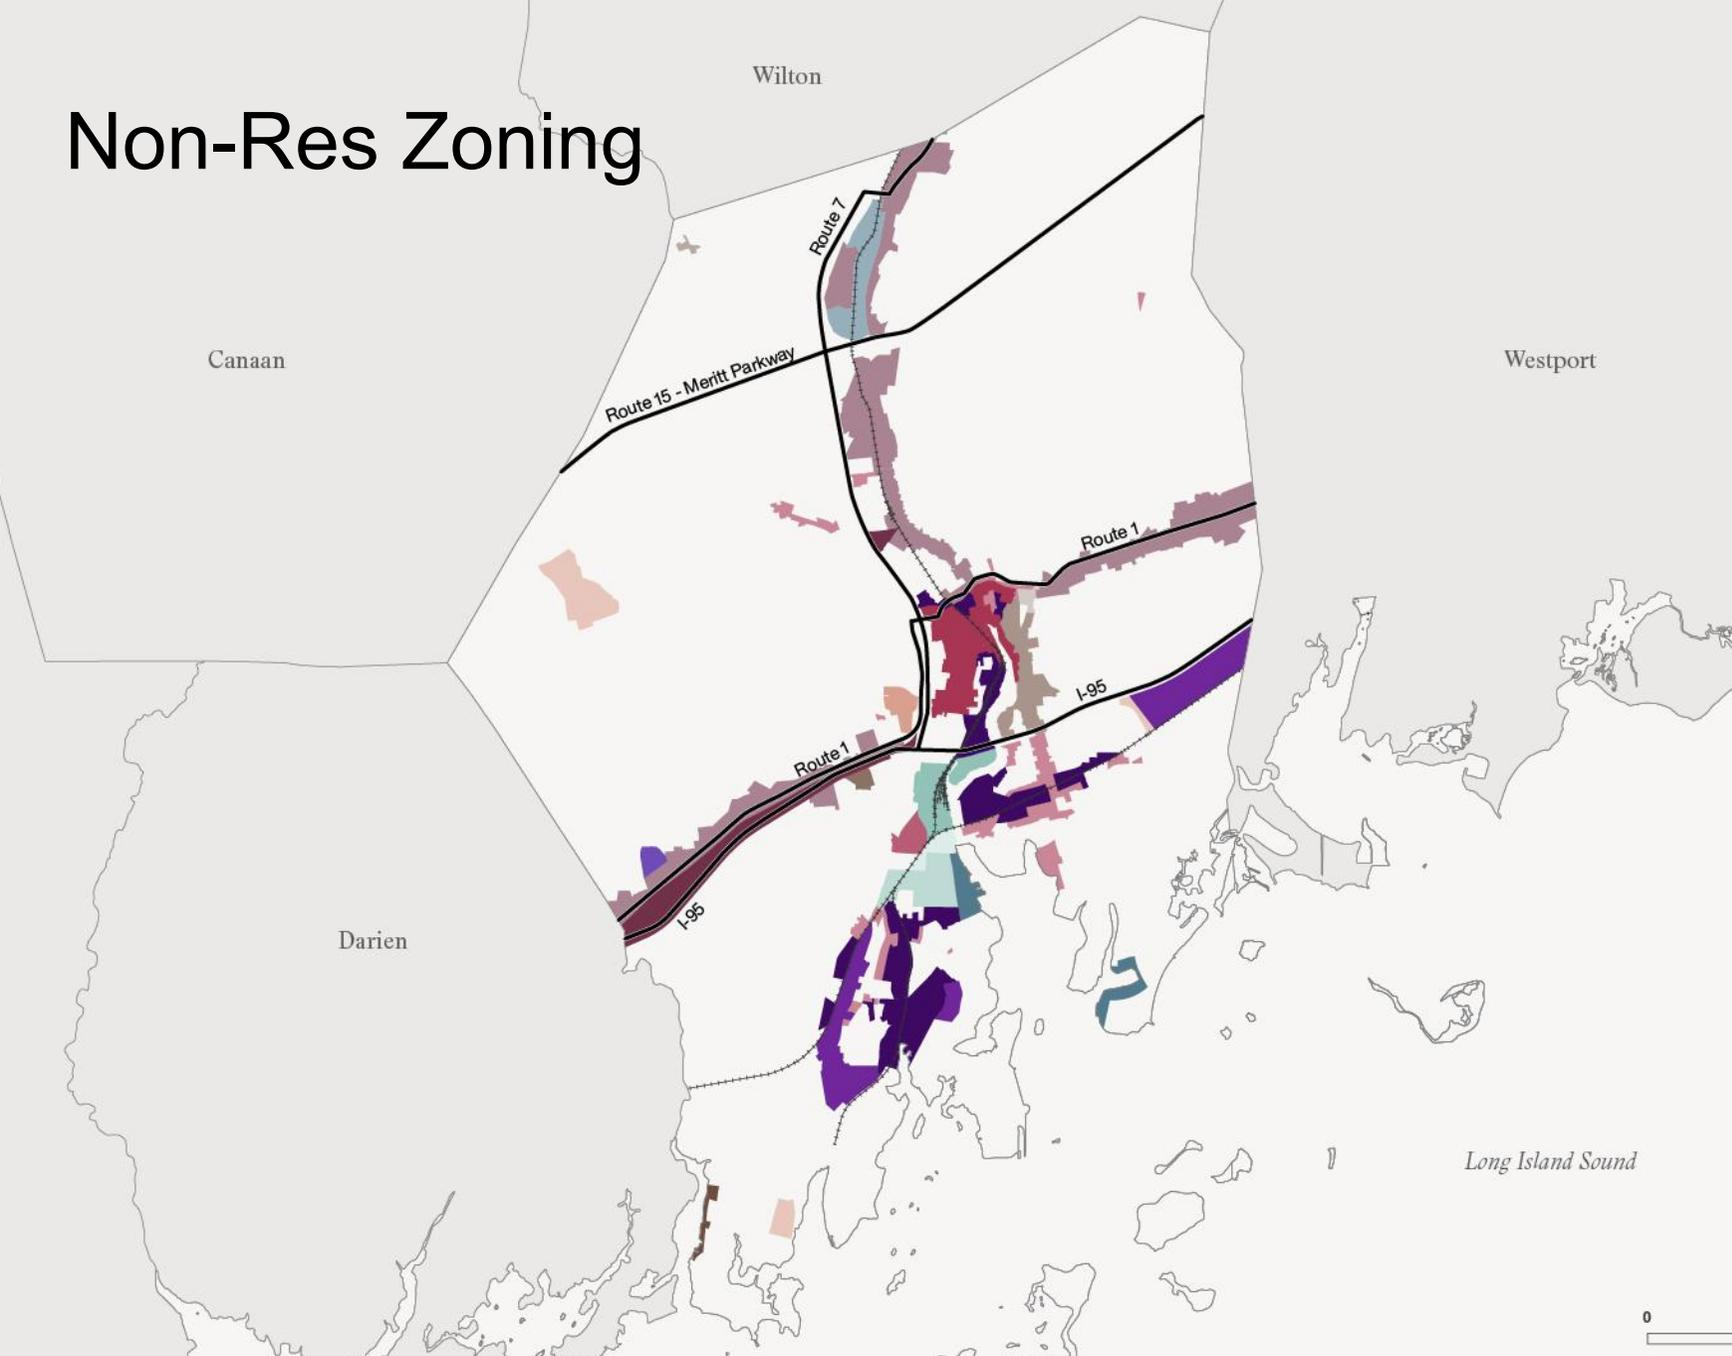 Wilton
Non-Res Zoning
Route 7
Canaan
Westport
Route 15 - Meritt Parkway
Route 1
I-95
Route 1
I-95
Darien
Long Island Sound
0